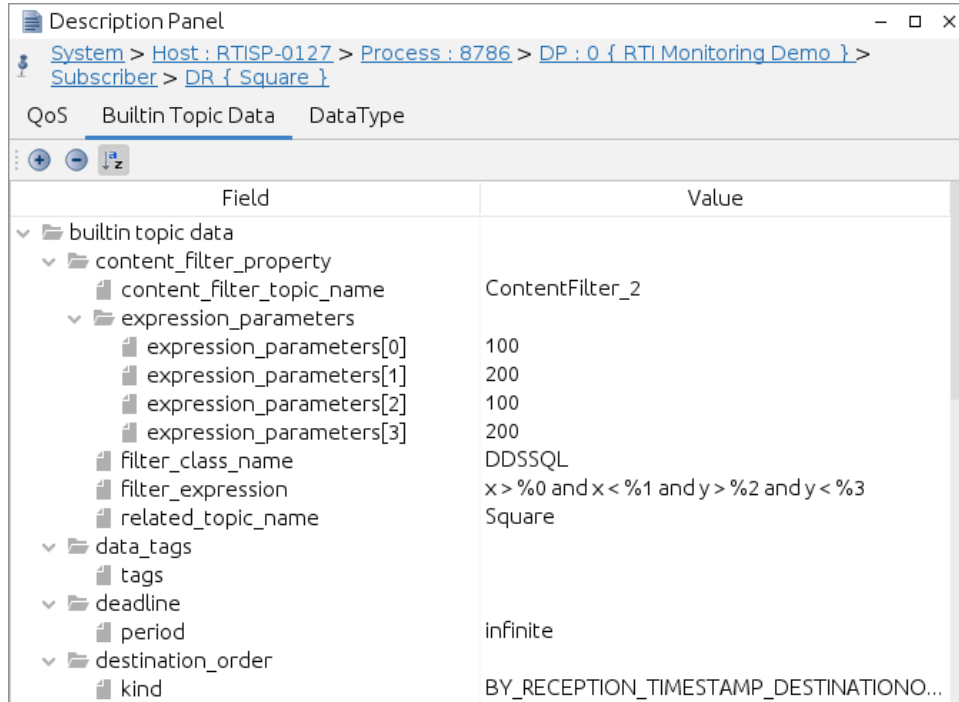 Description Panel
System > Host : RTISP-0127 > Process : 8786 > DP : 0 { RTI Monitoring Demo } >
Subscriber > DR { Square }
QoS Builtin Topic Data DataType
Field Value
builtin topic data
content_filter_property
content_filter_topic_name ContentFilter_2
expression_parameters
expression_parameters[0] 100
expression_parameters[1] 200
expression_parameters[2] 100
expression_parameters[3] 200
filter_class_name DDSSQL
filter_expression x > %0 and x < %1 and y > %2 and y < %3
related_topic_name Square
data_tags
tags
deadline
period infinite
destination_order
kind BY_RECEPTION_TIMESTAMP_DESTINATIONO...